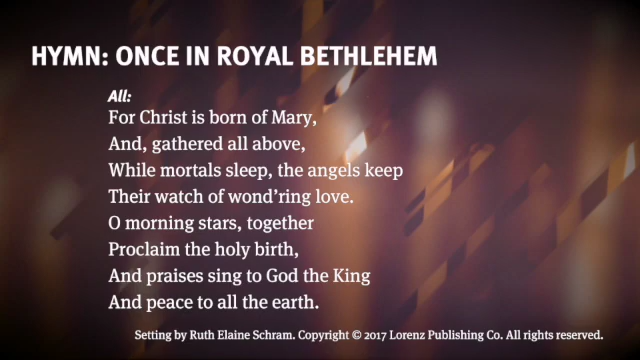 HYMN: ONCE IN ROYAL BETHLEHEM
All:
For Christ is born of Mary,
And, gathered all above,
While mortals sleep, the angels keep
Their watch of wond’ring love.
O morning stars, together
Proclaim the holy birth,
And praises sing to God the King
And peace to all the earth.
Setting by Ruth Elaine Schram. Copyright © 2017 Lorenz Publishing Co. All rights reserved.